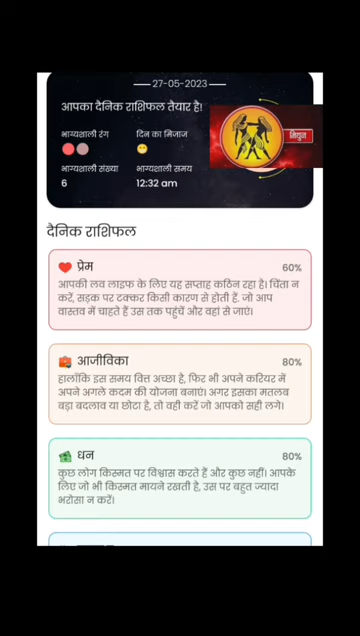 27-05-2023
आपका दैनिक राशिफल तैयार है!
भाग्यशाली रंग
दिन का मिज़ाज
मिथुन
भाग्यशाली संख्या
भाग्यशाली समय
6
12:32 am
दैनिक राशिफल
प्रेम
60%
आपकी लव लाइफ के लिए यह सप्ताह कठिन रहा है। चिंता न
करें, सड़क पर टक्कर किसी कारण से होती हैं. जो आप
वास्तव में चाहते हैं उस तक पहुंचें और वहां से जाएं।
आजीविका
80%
हालाँकि इस समय वित्त अच्छा है, फिर भी अपने करियर में
अपने अगले कदम की योजना बनाएं। अगर इसका मतलब
बड़ा बदलाव या छोटा है, तो वही करें जो आपको सही लगे।
धन
80%
कुछ लोग किस्मत पर विश्वास करते हैं और कुछ नहीं। आपके
लिए जो भी किस्मत मायने रखती है, उस पर बहुत ज्यादा
भरोसा न करें।